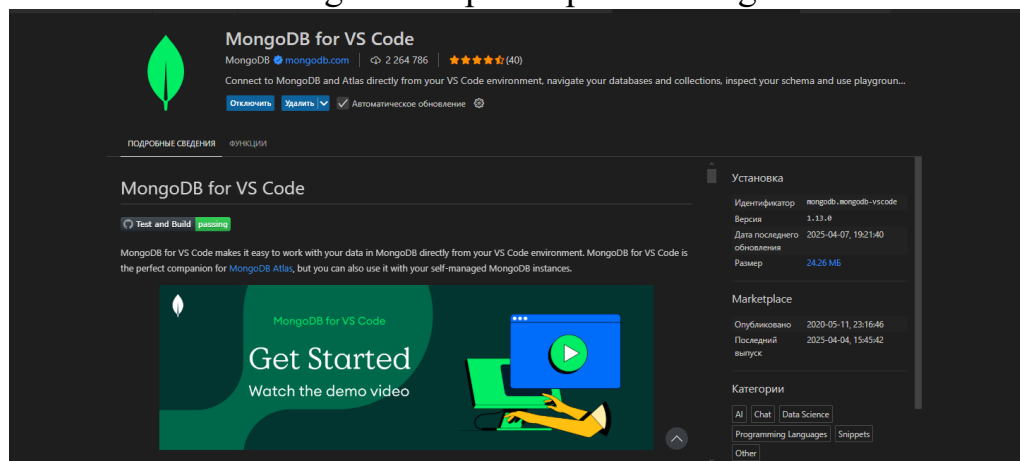 MongoDB for VS Code
MongoDB mongodb.com 2 264 786 (40)
Connect to MongoDB and Atlas directly from your VS Code environment, navigate your databases and collections, inspect your schema and use playgroun...
Отключить Удалить Автоматическое обновление
ПОДРОБНЫЕ СВЕДЕНИЯ ФУНКЦИИ
MongoDB for VS Code
Test and Build passing
MongoDB for VS Code makes it easy to work with your data in MongoDB directly from your VS Code environment. MongoDB for VS Code is
the perfect companion for MongoDB Atlas, but you can also use it with your self-managed MongoDB instances.
MongoDB for VS Code
Get Started
Watch the demo video
Установка
Идентификатор mongodb.mongodb-vscode
Версия 1.13.0
Дата последнего 2025-04-07, 19:21:40
обновления
Размер 24.26 МБ
Marketplace
Опубликовано 2020-05-11, 23:16:46
Последний 2025-04-04, 15:45:42
выпуск
Категории
AI Chat Data Science
Programming Languages Snippets
Other